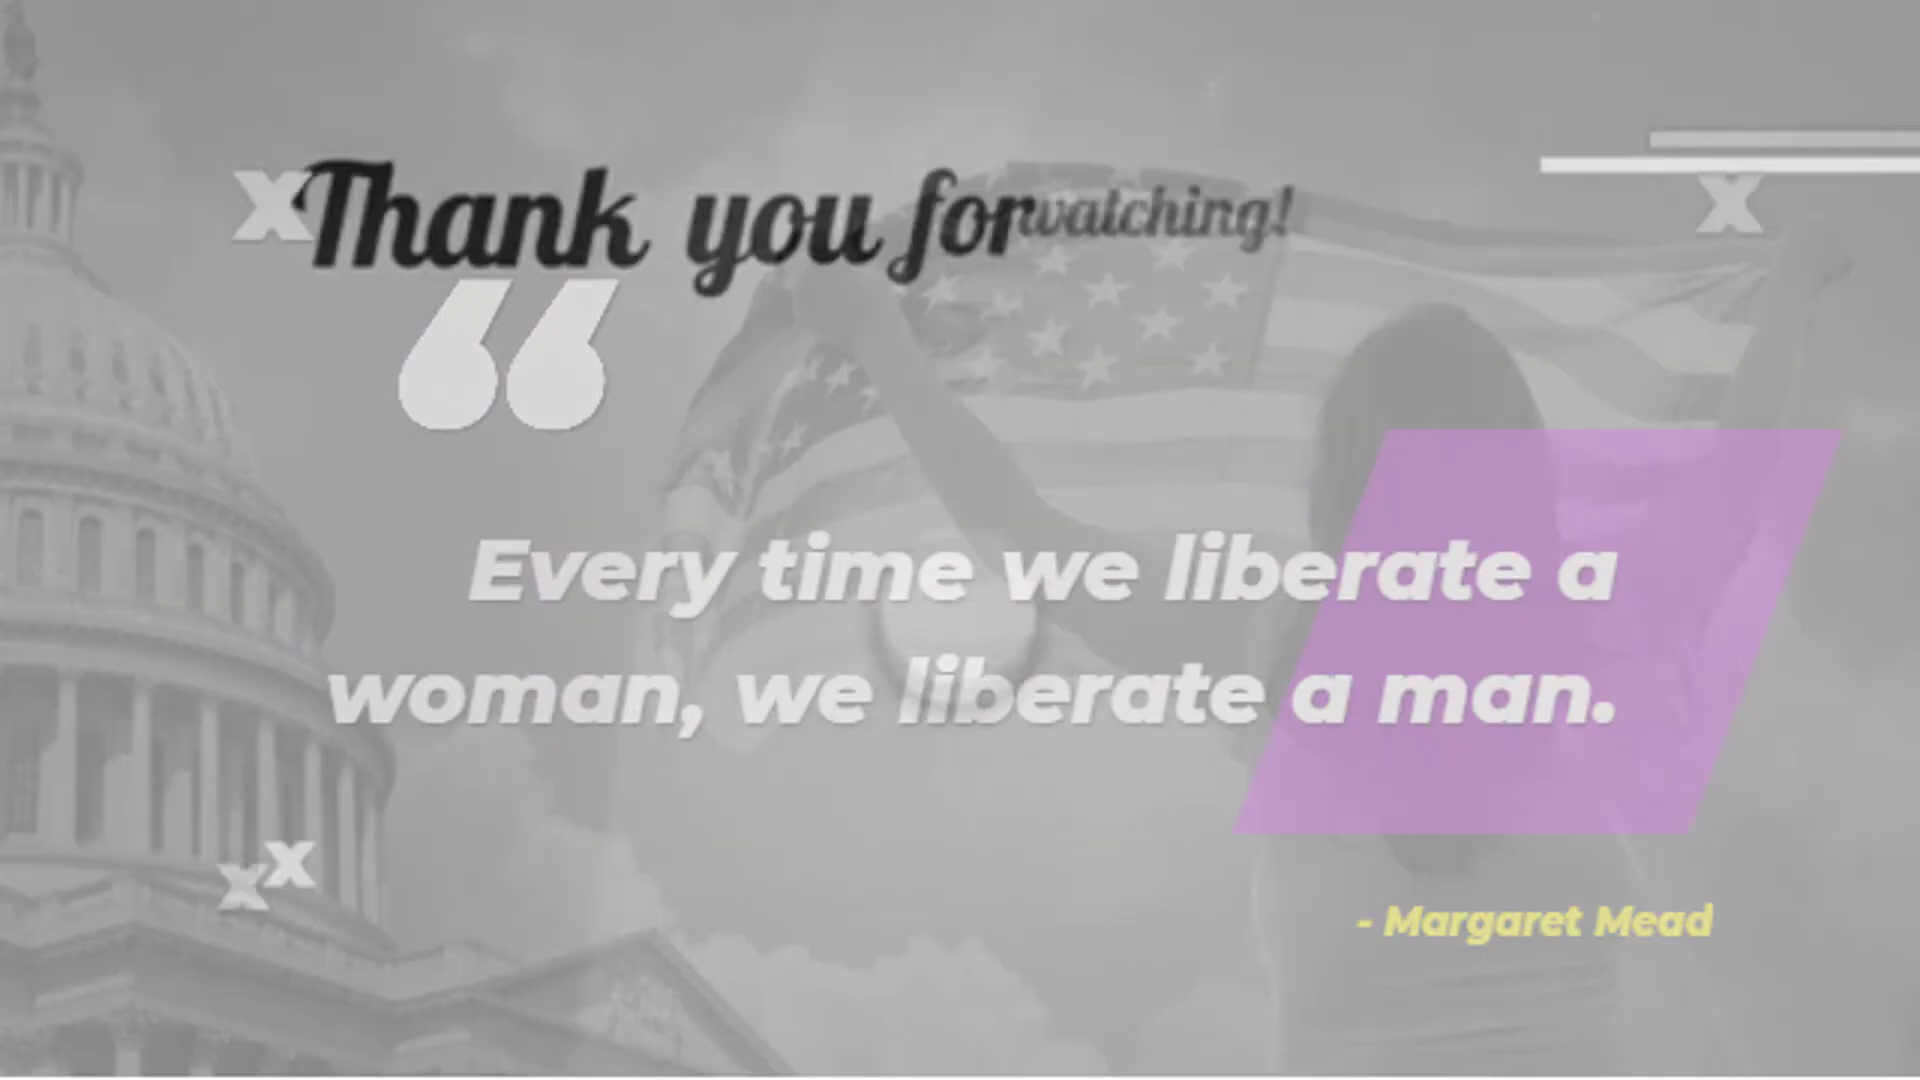 Thank you for watching!
“
Every time we liberate a
woman, we liberate a man.
- Margaret Mead